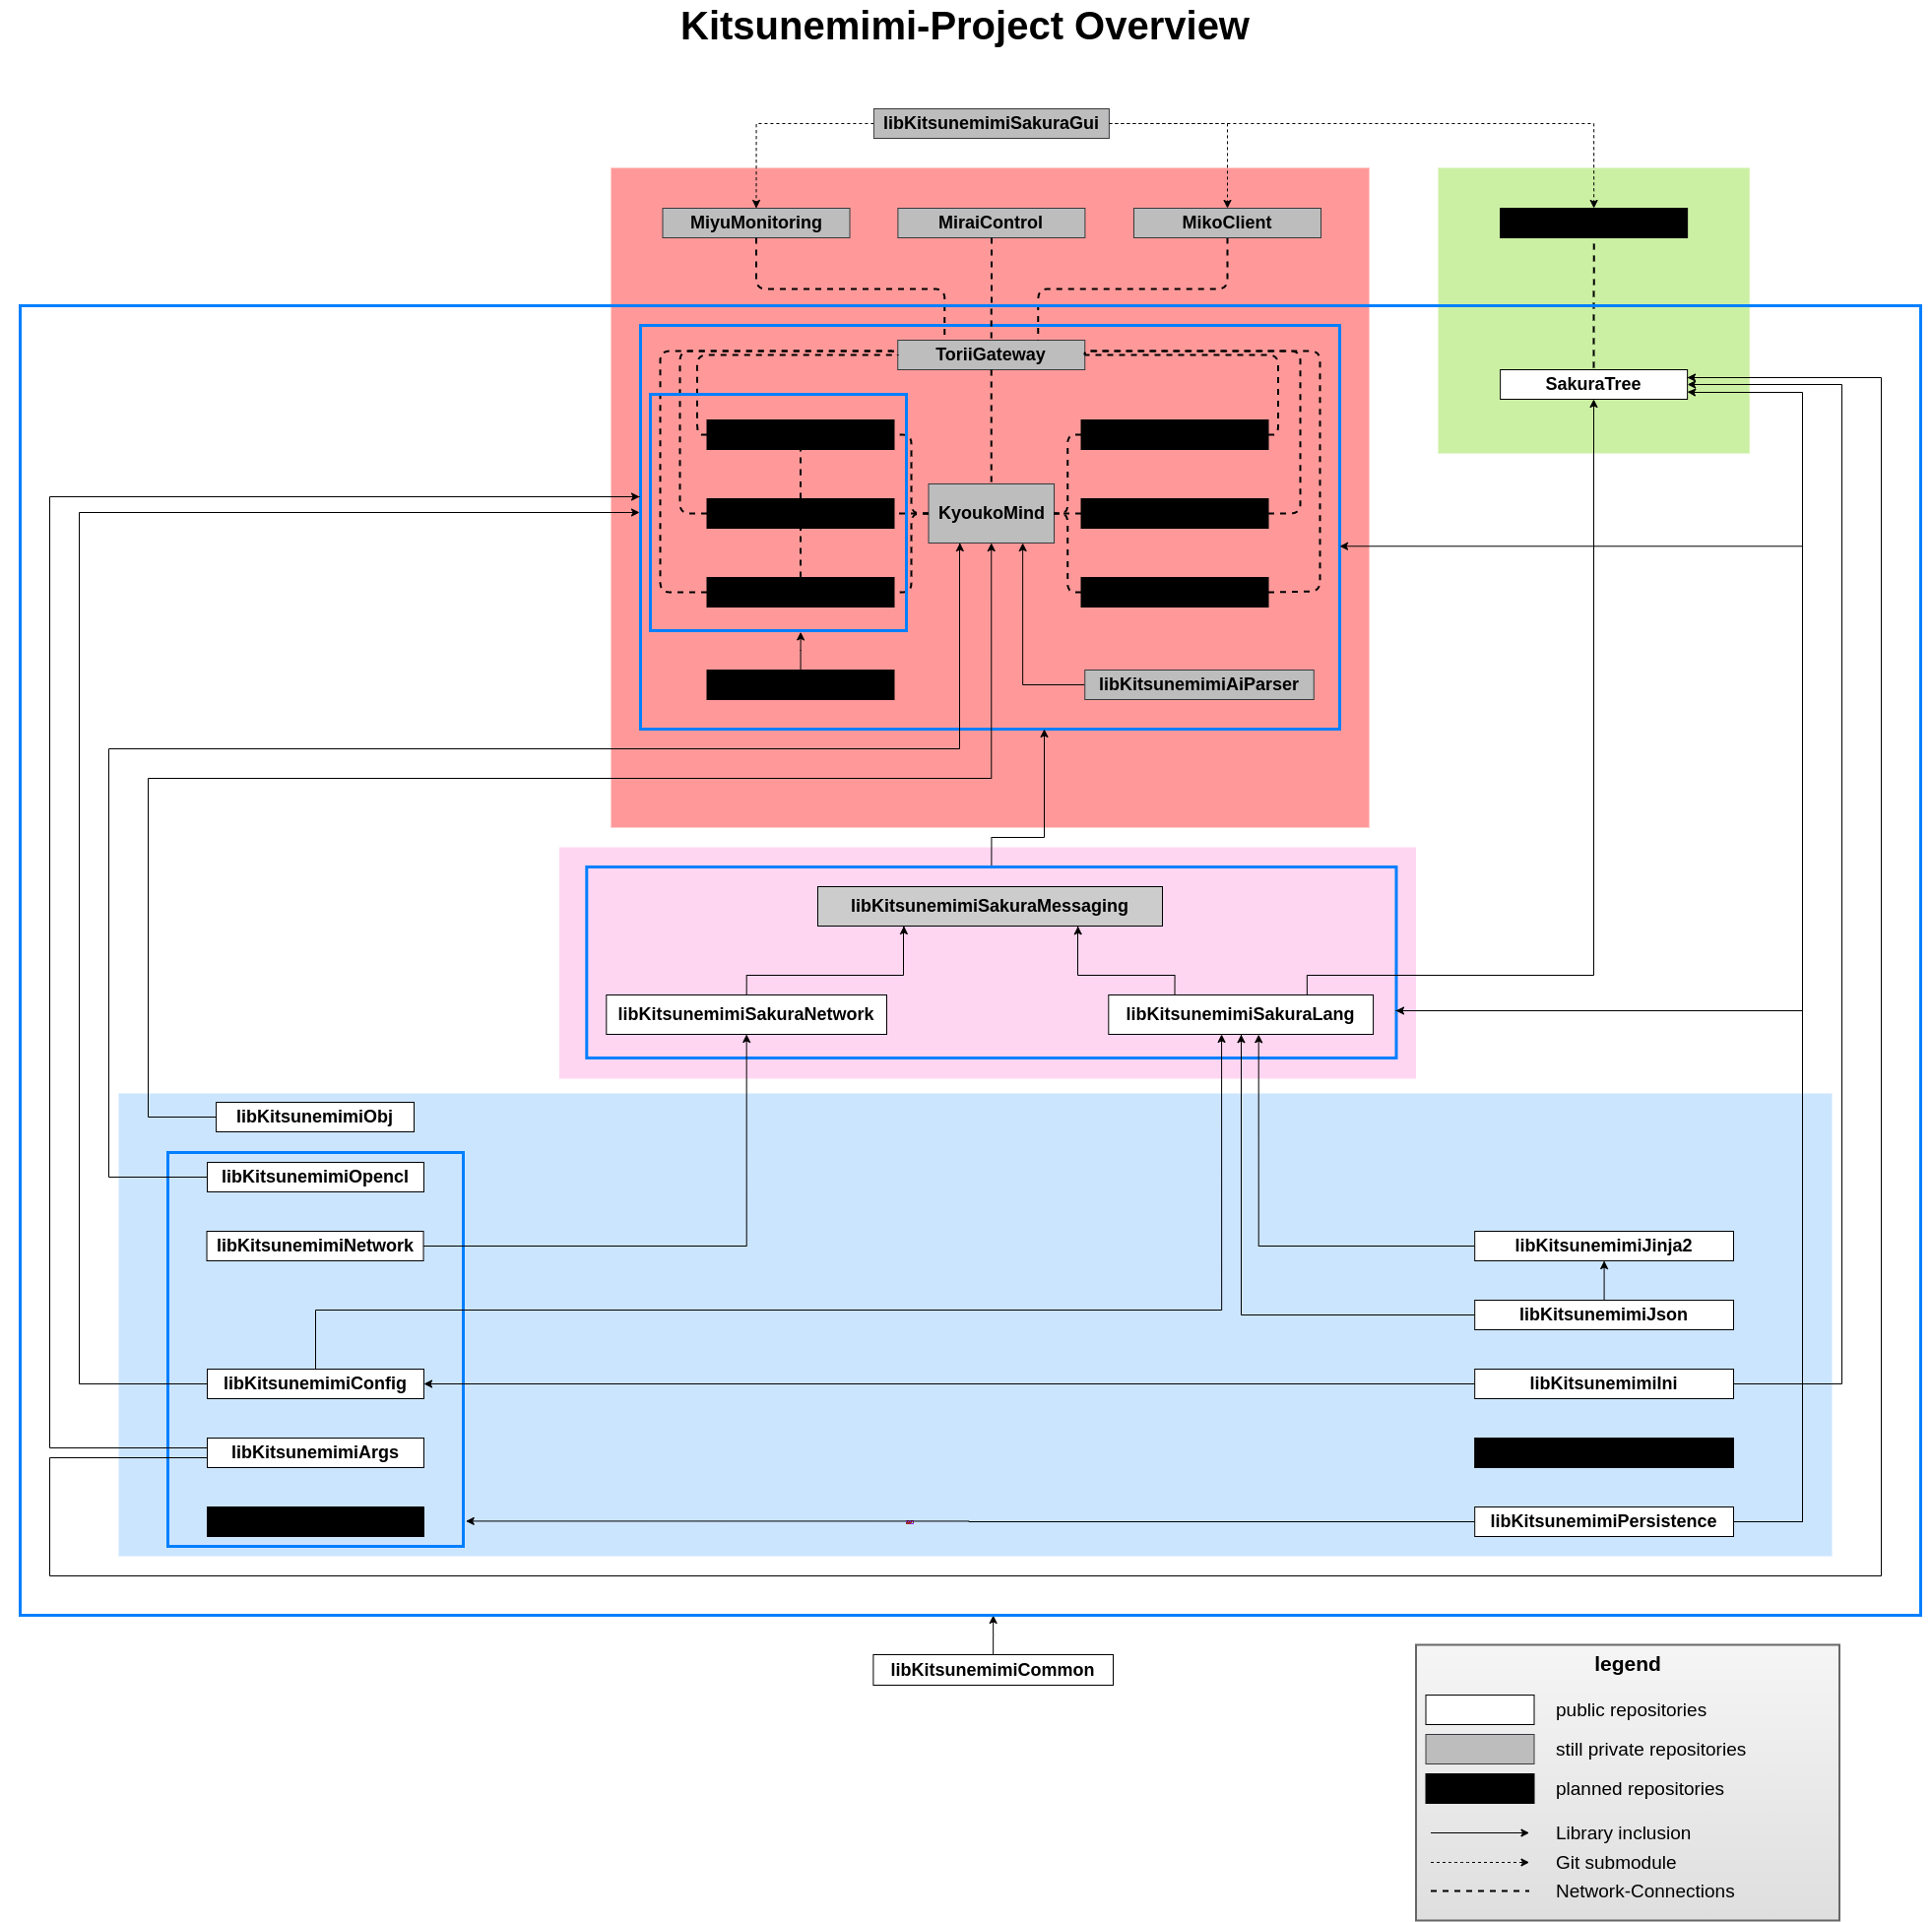 Kitsunemimi-Project Overview
libKitsunemimiSakuraGui
MiyuMonitoring
MiraiControl
MikoClient
ToriiGateway
SakuraTree
KyoukoMind
libKitsunemimiAiParser
libKitsunemimiSakuraMessaging
libKitsunemimiSakuraNetwork
libKitsunemimiSakuraLang
libKitsunemimiObj
libKitsunemimiOpencl
libKitsunemimiNetwork
libKitsunemimiJinja2
libKitsunemimiJson
libKitsunemimiConfig
libKitsunemimiIni
libKitsunemimiArgs
libKitsunemimiPersistence
libKitsunemimiCommon
legend
public repositories
still private repositories
planned repositories
Library inclusion
Git submodule
Network-Connections